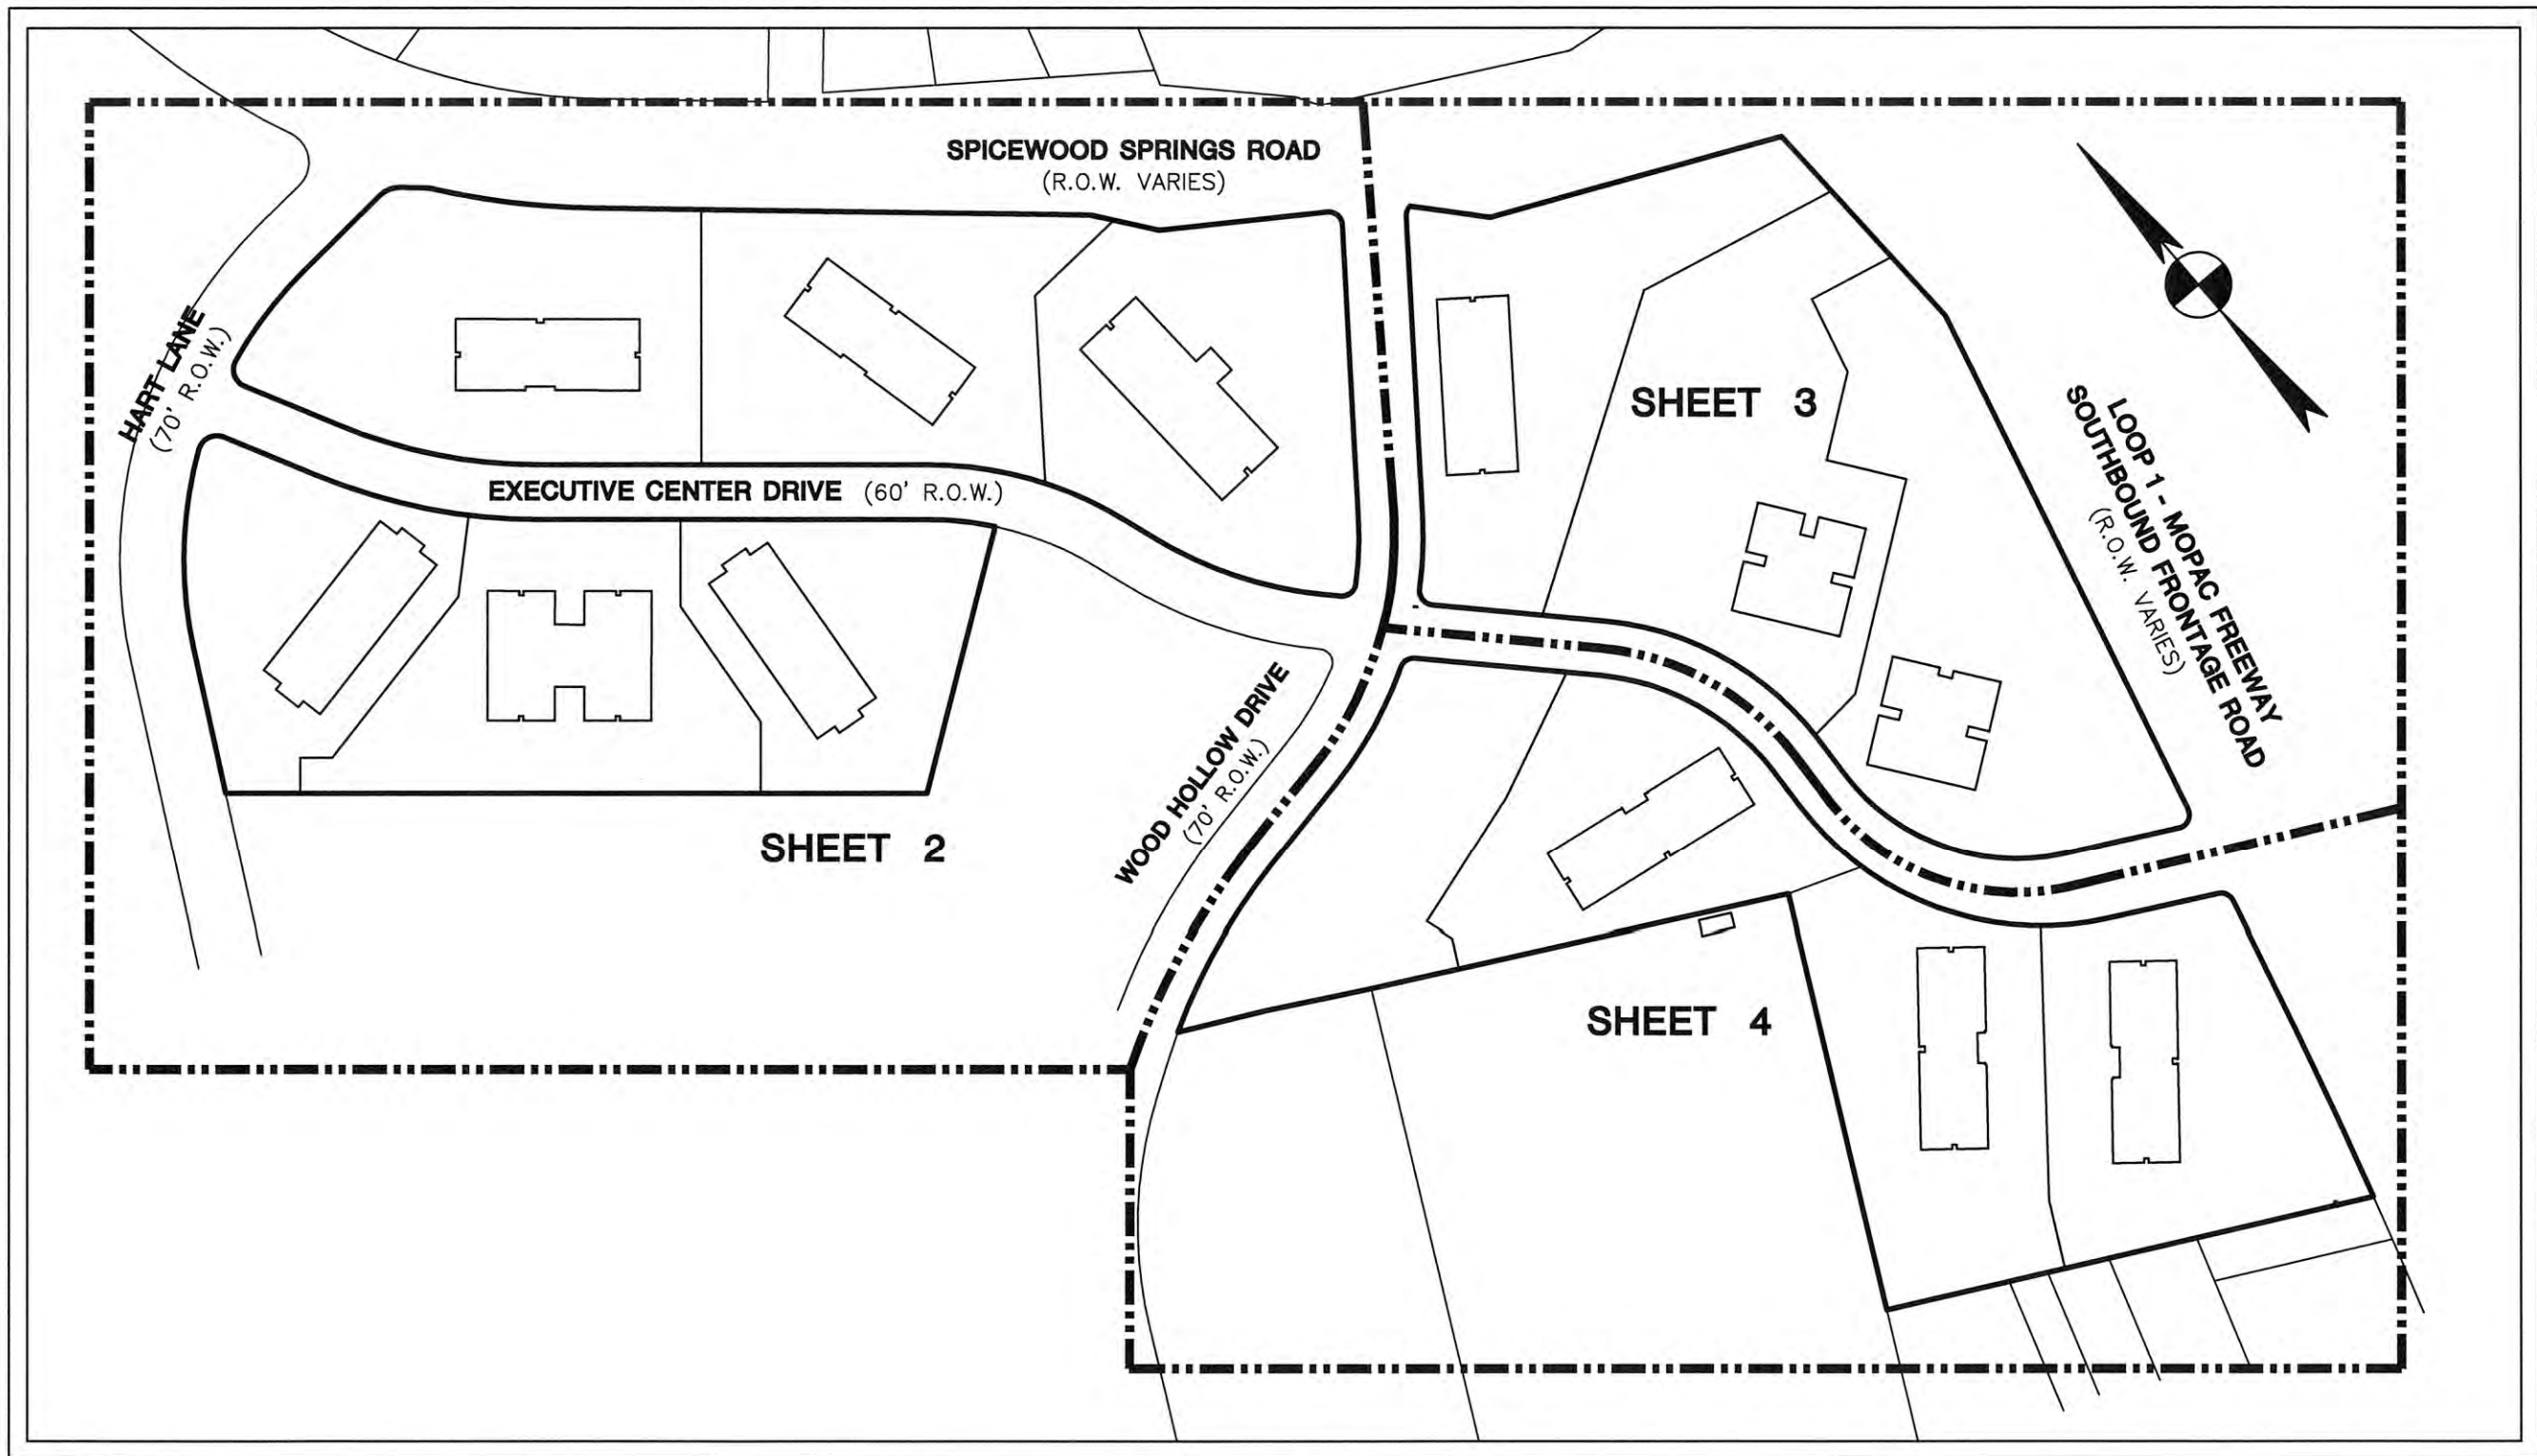 SPICEWOOD SPRINGS ROAD
(R.O.W. VARIES)
HART LANE
(70' R.O.W.)
SHEET 3
LOOP 1 - MOPAC FREEWAY
SOUTHBOUND FRONTAGE ROAD
(R.O.W. VARIES)
EXECUTIVE CENTER DRIVE (60' R.O.W.)
WOOD HOLLOW DRIVE
(70' R.O.W.)
SHEET 2
SHEET 4